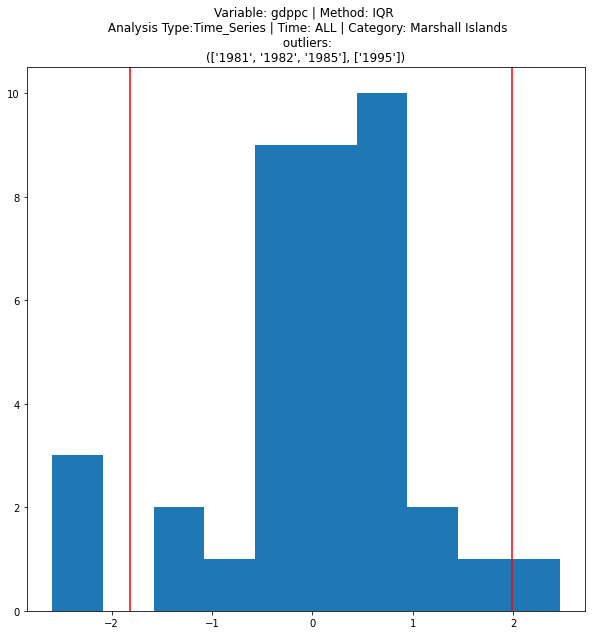 Variable: gdppc | Method: IQR
Analysis Type:Time_Series | Time: ALL | Category: Marshall Islands
outliers:
(['1981', '1982', '1985'], ['1995'])
10
8
6
4
2
0
−2
−1
0
1
2